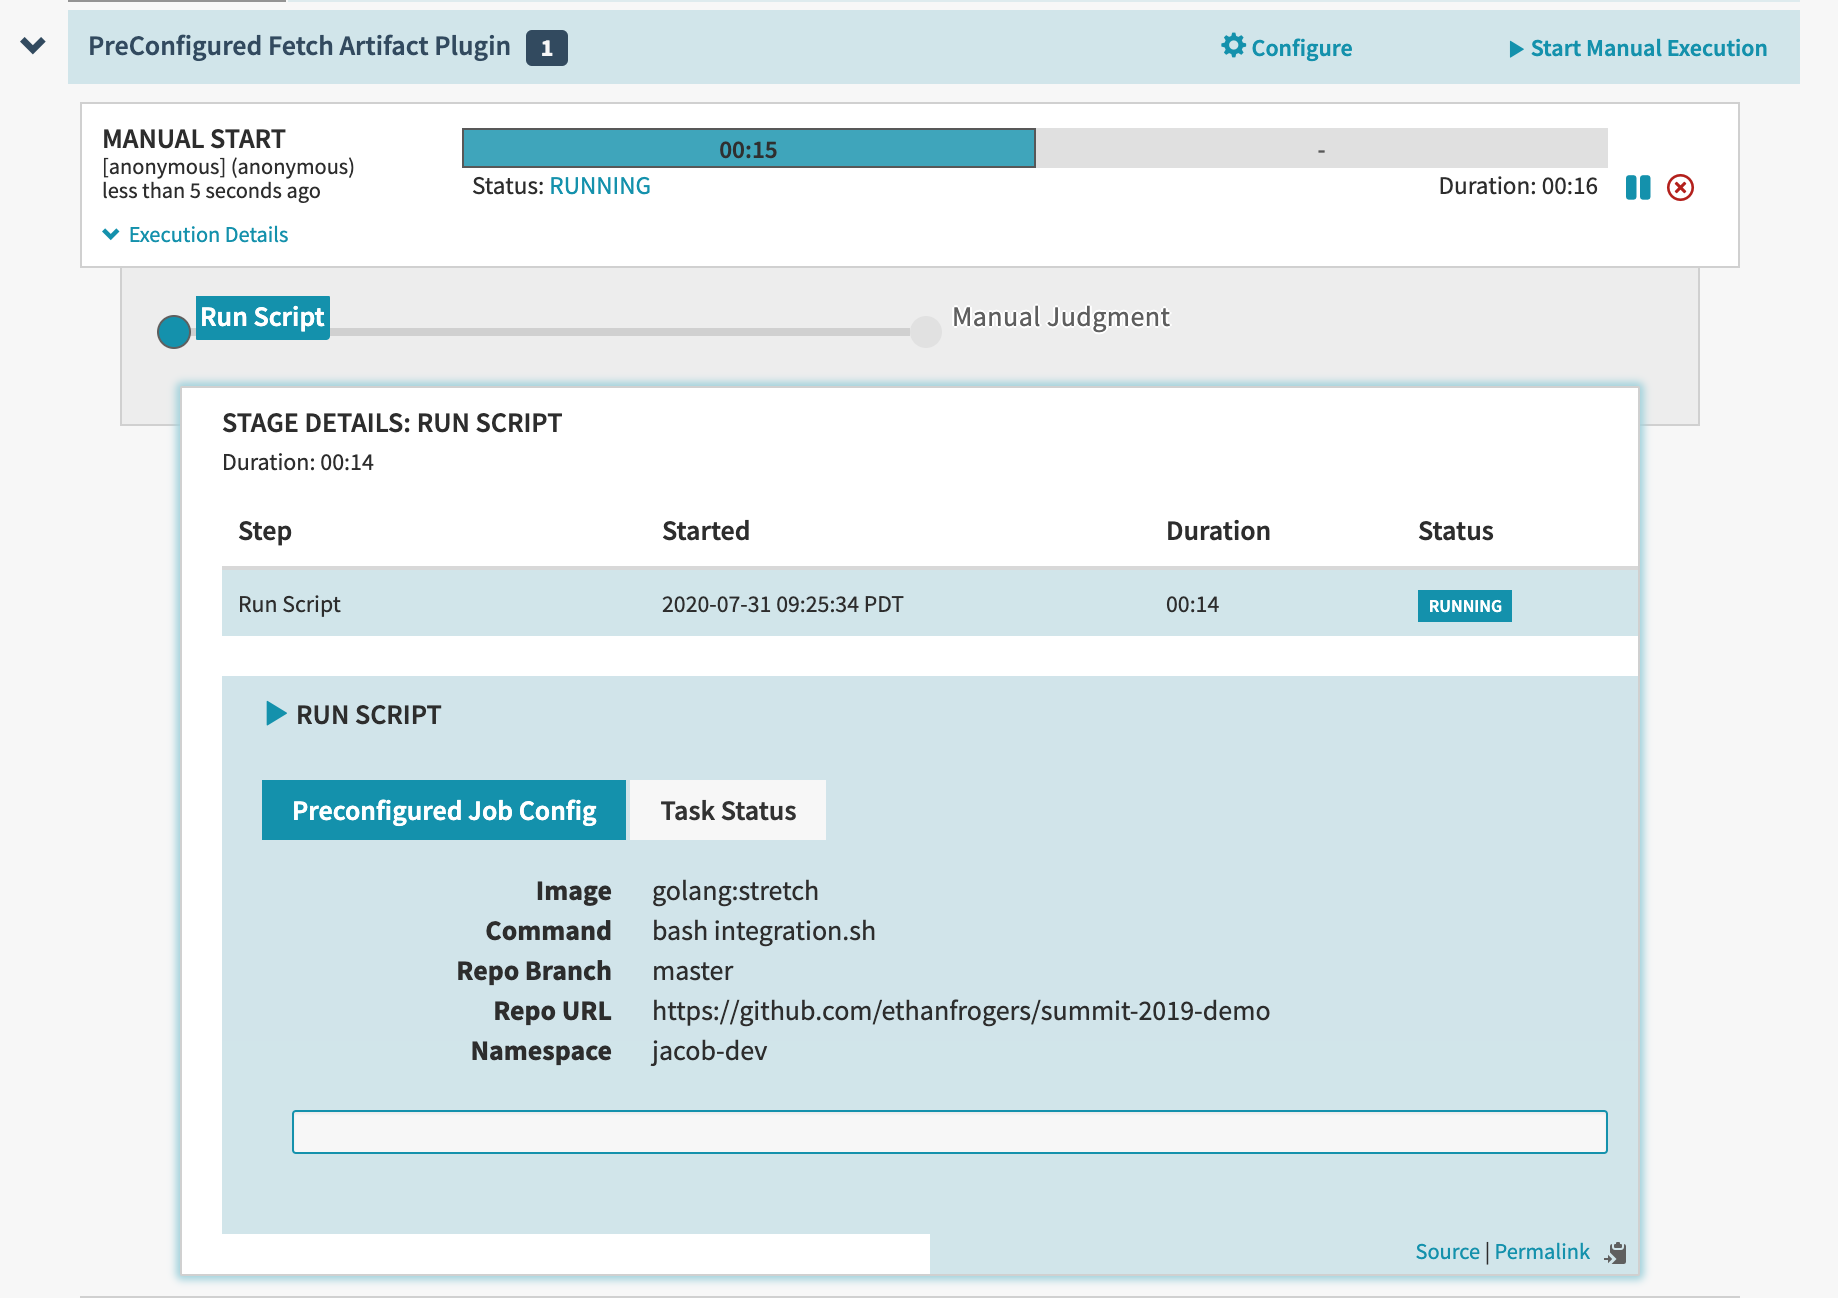 PreConfigured Fetch Artifact Plugin 1 Configure Start Manual Execution
MANUAL START
[anonymous] (anonymous)
less than 5 seconds ago
00:15 -
Status: RUNNING Duration: 00:16
Execution Details
Run Script Manual Judgment
STAGE DETAILS: RUN SCRIPT
Duration: 00:14
Step Started Duration Status
Run Script 2020-07-31 09:25:34 PDT 00:14 RUNNING
RUN SCRIPT
Preconfigured Job Config Task Status
Image golang:stretch
Command bash integration.sh
Repo Branch master
Repo URL https://github.com/ethanfrogers/summit-2019-demo
Namespace jacob-dev
Source | Permalink